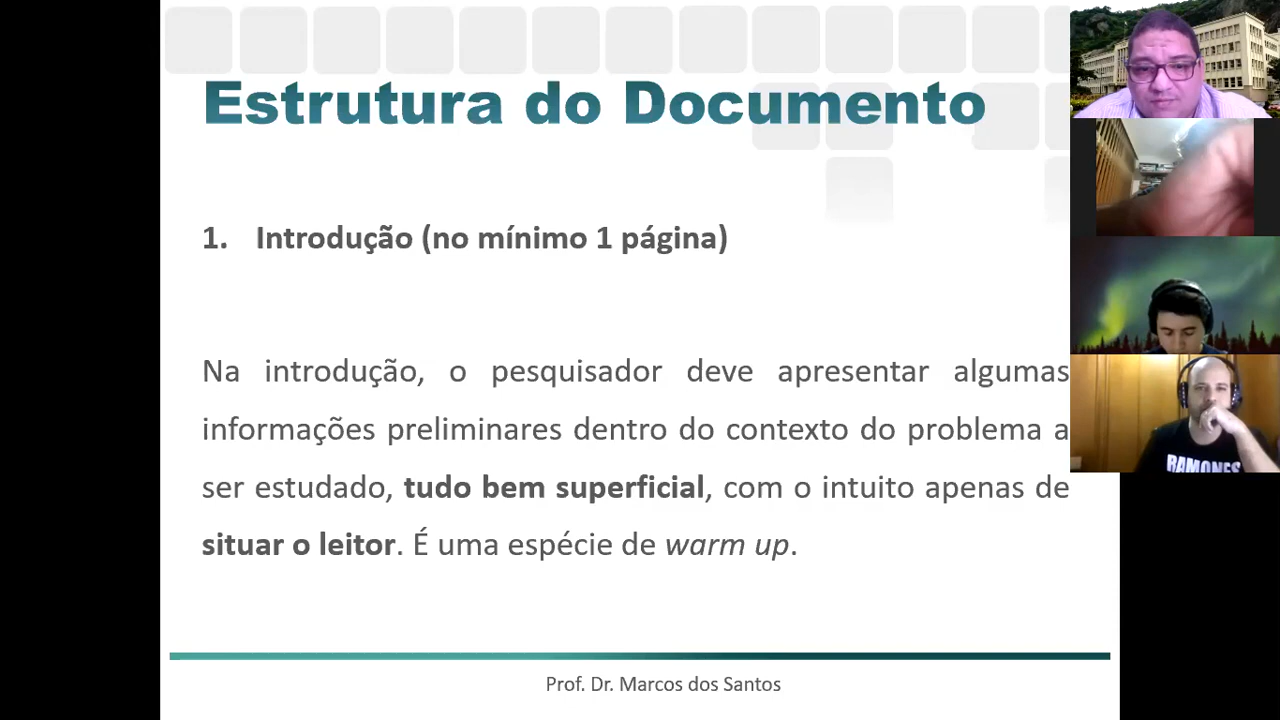 Estrutura do Documento
1. Introdução (no mínimo 1 página)
Na introdução, o pesquisador deve apresentar algumas
informações preliminares dentro do contexto do problema a
ser estudado, tudo bem superficial, com o intuito apenas de
situar o leitor. É uma espécie de warm up.
RAMONES
Prof. Dr. Marcos dos Santos